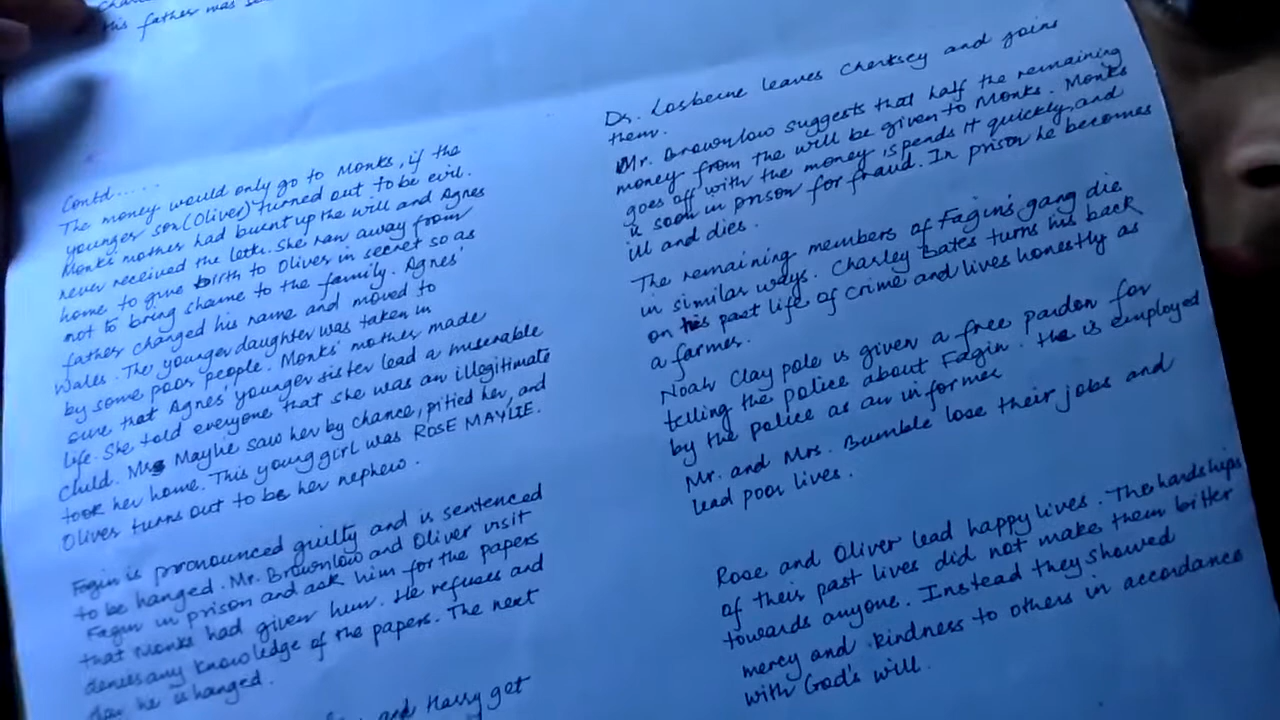 his father was
Contd.....
The money would only go to Monks, if the
younger son (Oliver) turned out to be evil.
Monks mother had burnt up the will and Agnes
never received the letter. She ran away from
home to give birth to Oliver in secret so as
not to bring shame to the family. Agnes'
father changed his name and moved to
Wales. The younger daughter was taken in
by some poor people. Monks' mother made
sure that Agnes' younger sister lead a miserable
life. She told everyone that she was an illegitimate
child. Mrs Maylie saw her by chance, pitied her, and
took her home. This young girl was ROSE MAYLIE.
Oliver turns out to be her nephew.
Fagin is pronounced guilty and is sentenced
to be hanged. Mr. Brownlow and Oliver visit
Fagin in prison and ask him for the papers
that Monks had given him. He refuses and
denies any knowledge of the papers. The next
day he is hanged.
and Harry get
Dr. Losberne leaves Chertsey and joins
them.
Mr. Brownlow suggests that half the remaining
money from the will be given to Monks. Monks
goes off with the money, spends it quickly, and
is soon in prison for fraud. In prison he becomes
ill and dies.
The remaining members of Fagin's gang die
in similar ways. Charley Bates turns his back
on his past life of crime and lives honestly as
a farmer.
Noah Clay pole is given a free pardon for
telling the police about Fagin. He is employed
by the police as an informer
Mr. and Mrs. Bumble lose their jobs and
lead poor lives.
Rose and Oliver lead happy lives. The hardships
of their past lives did not make them bitter
towards anyone. Instead they showed
mercy and kindness to others in accordance
with God's will.